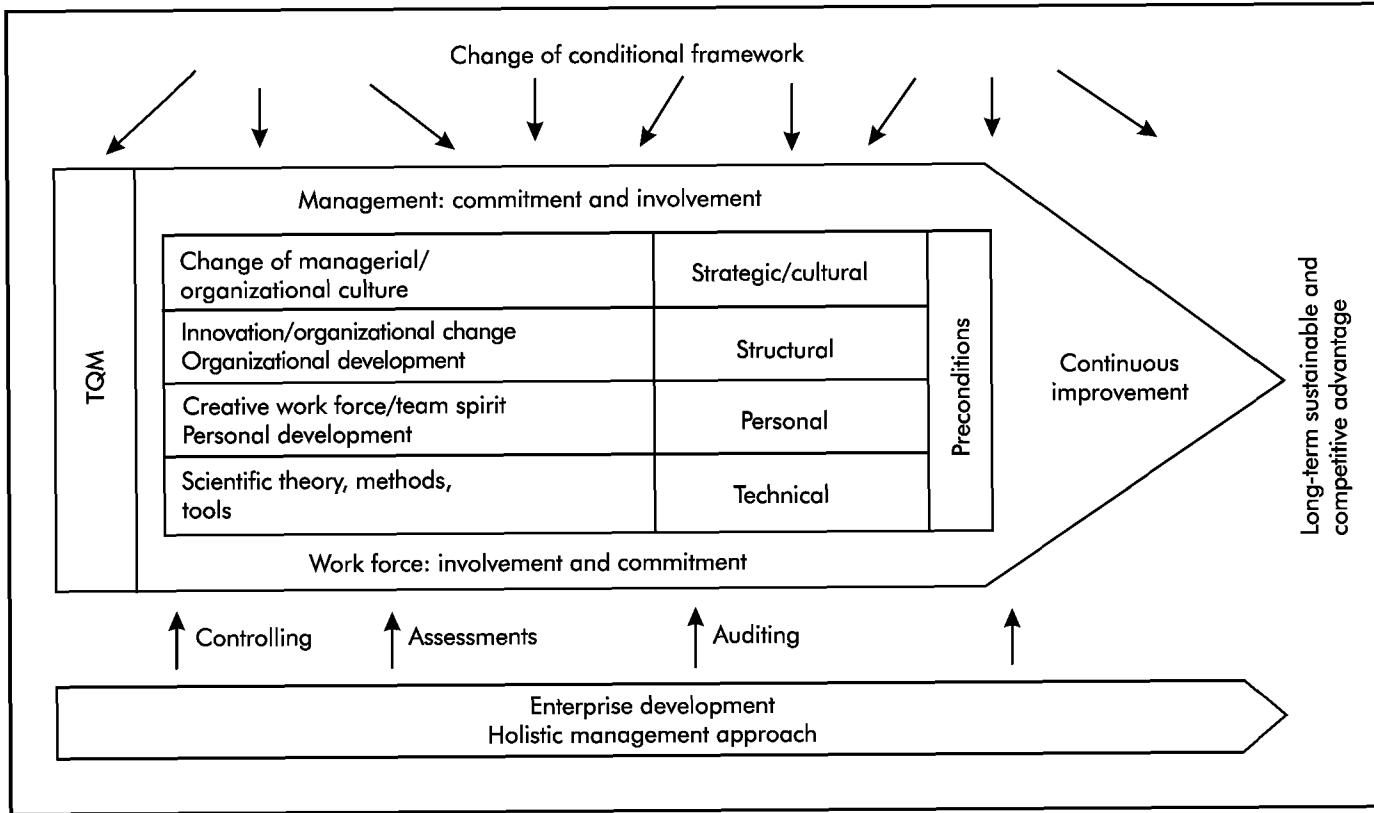 Change of conditional framework
Management: commitment and involvement
TQM
Change of managerial/
organizational culture
Strategic/cultural
Innovation/organizational change
Organizational development
Structural
Creative work force/team spirit
Personal development
Personal
Scientific theory, methods,
tools
Technical
Preconditions
Continuous
improvement
Long-term sustainable and
competitive advantage
Work force: involvement and commitment
Controlling
Assessments
Auditing
Enterprise development
Holistic management approach